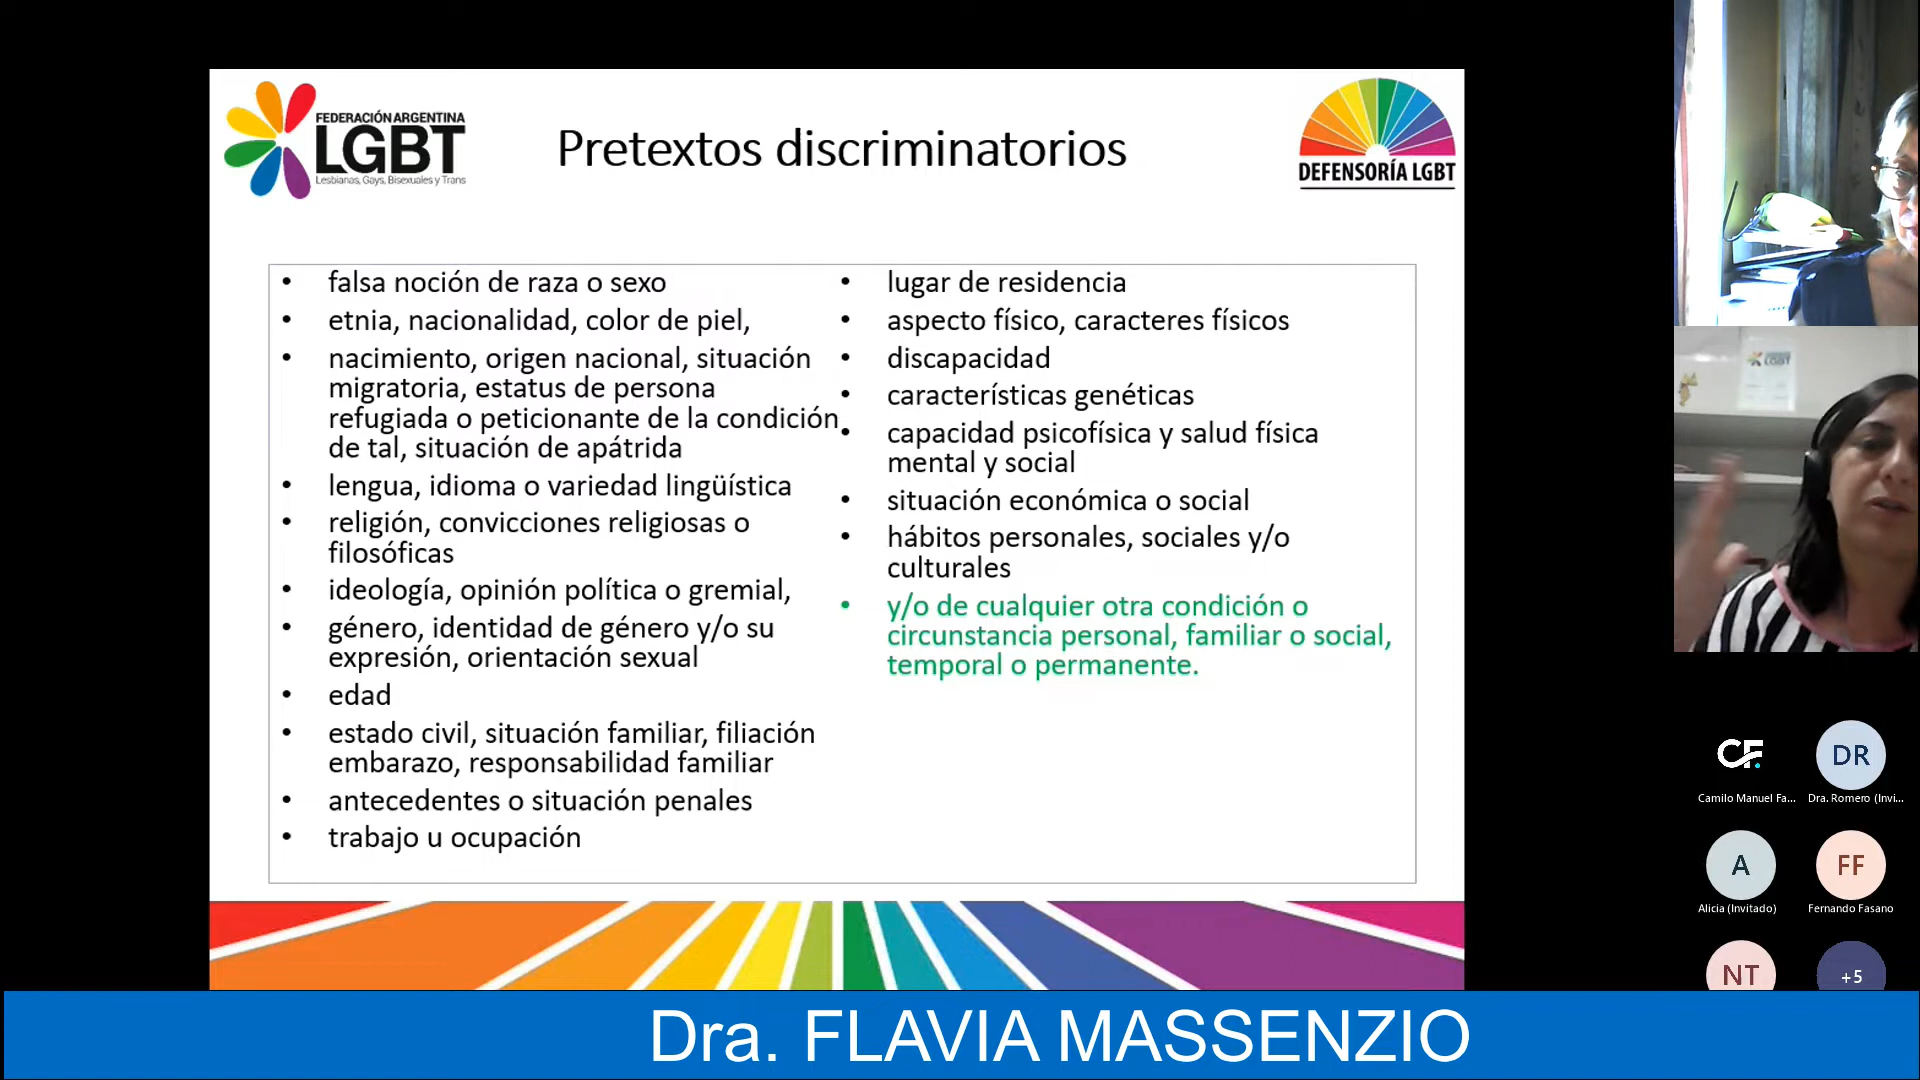 FEDERACIÓN ARGENTINA
LGBT
Lesbianas, Gays, Bisexuales y Trans
Pretextos discriminatorios
DEFENSORÍA LGBT
• falsa noción de raza o sexo
• etnia, nacionalidad, color de piel,
• nacimiento, origen nacional, situación
migratoria, estatus de persona
refugiada o peticionante de la condición
de tal, situación de apátrida
• lengua, idioma o variedad lingüística
• religión, convicciones religiosas o
filosóficas
• ideología, opinión política o gremial,
• género, identidad de género y/o su
expresión, orientación sexual
• edad
• estado civil, situación familiar, filiación
embarazo, responsabilidad familiar
• antecedentes o situación penales
• trabajo u ocupación
• lugar de residencia
• aspecto físico, caracteres físicos
• discapacidad
• características genéticas
• capacidad psicofísica y salud física
mental y social
• situación económica o social
• hábitos personales, sociales y/o
culturales
• y/o de cualquier otra condición o
circunstancia personal, familiar o social,
temporal o permanente.
LGBT
CF.
DR
Camilo Manuel Fa...
Dra. Romero (Invi...
A
FF
Alicia (Invitado)
Fernando Fasano
NT
+5
Dra. FLAVIA MASSENZIO